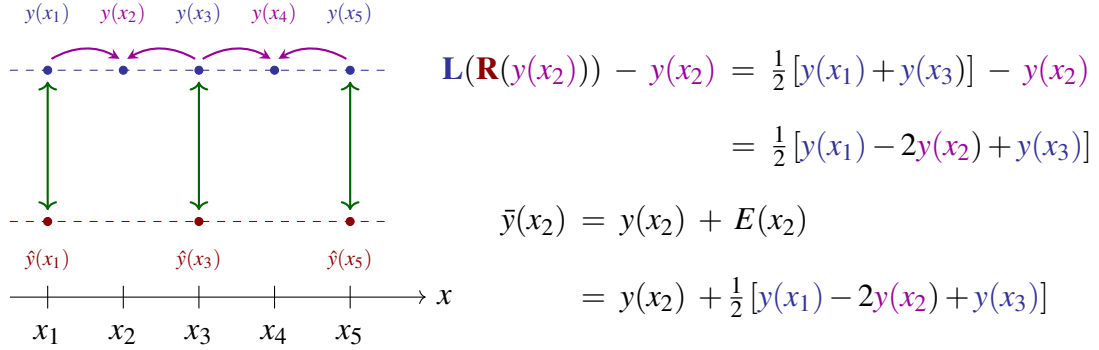 y(x₁) y(x₂) y(x₃) y(x₄) y(x₅)
ŷ(x₁) ŷ(x₃) ŷ(x₅)
x
x₁ x₂ x₃ x₄ x₅
L(R(y(x₂))) − y(x₂) = ½ [y(x₁) + y(x₃)] − y(x₂)
= ½ [y(x₁) − 2y(x₂) + y(x₃)]
ȳ(x₂) = y(x₂) + E(x₂)
= y(x₂) + ½ [y(x₁) − 2y(x₂) + y(x₃)]